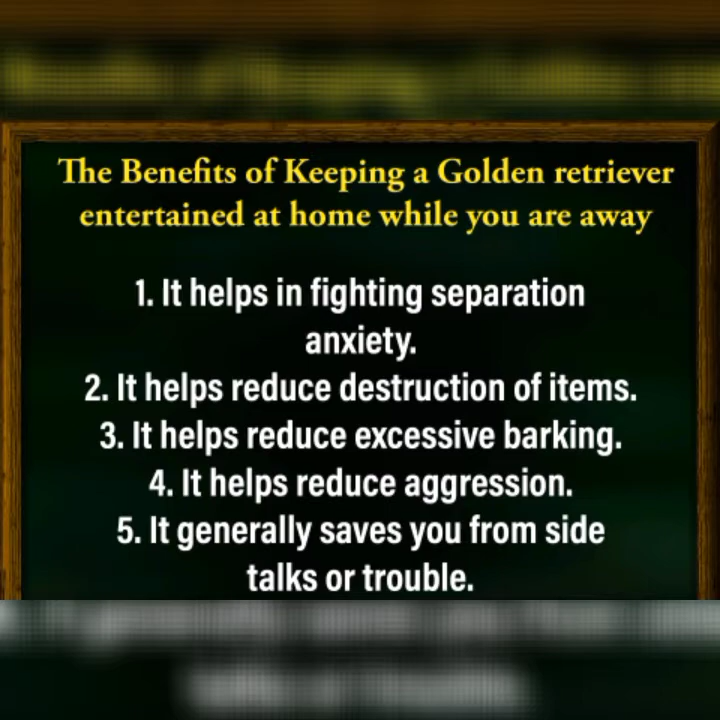 The Benefits of Keeping a Golden retriever
entertained at home while you are away
1. It helps in fighting separation
anxiety.
2. It helps reduce destruction of items.
3. It helps reduce excessive barking.
4. It helps reduce aggression.
5. It generally saves you from side
talks or trouble.